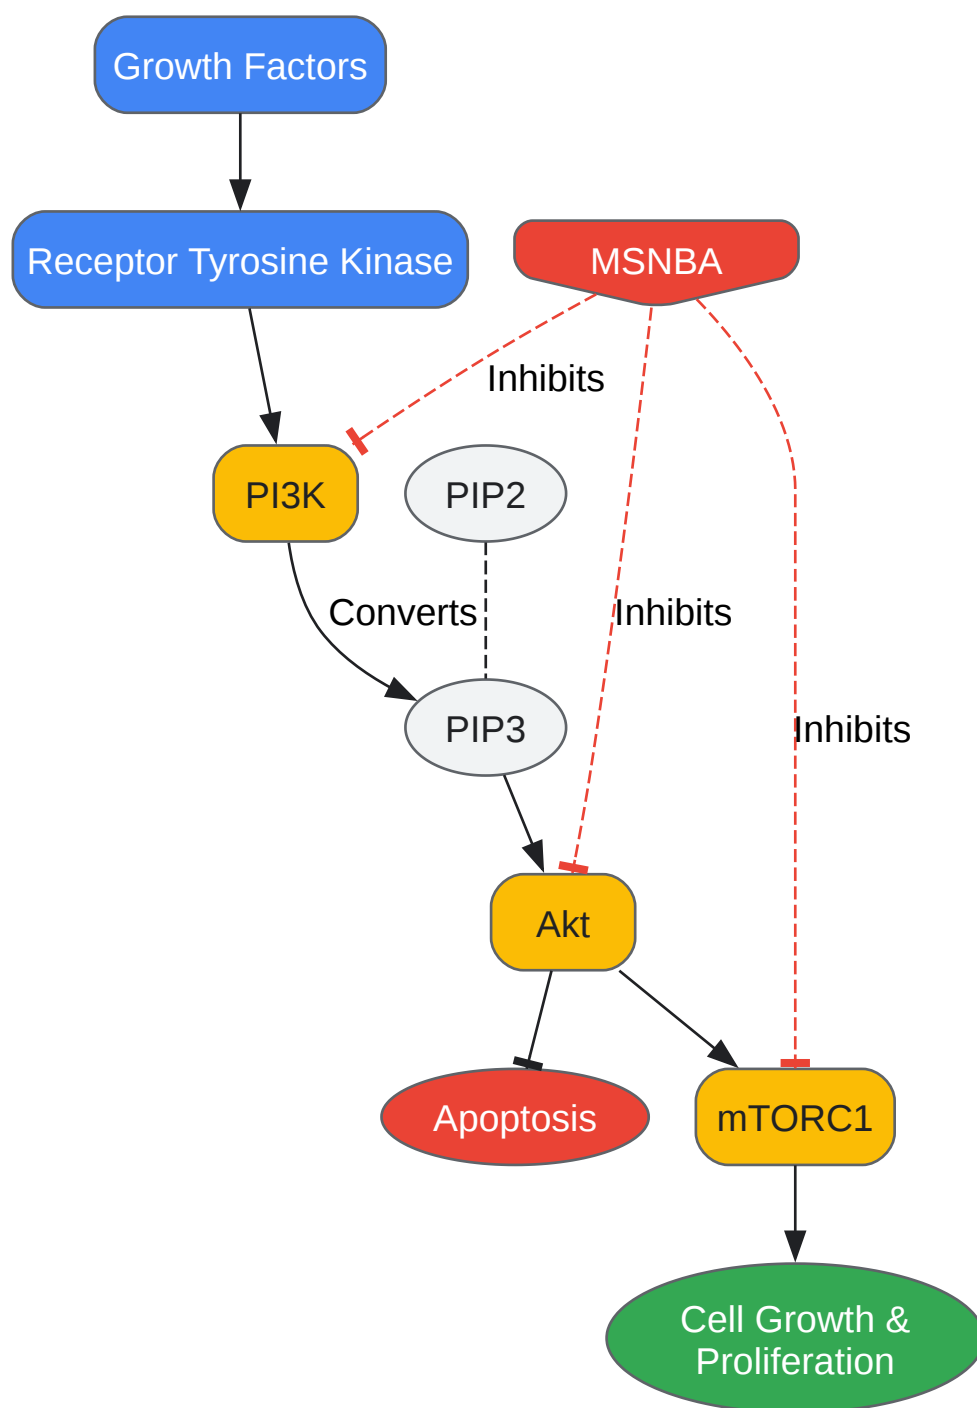 Growth Factors
Receptor Tyrosine Kinase
MSNBA
Inhibits
PI3K
PIP2
Converts
Inhibits
PIP3
Inhibits
Akt
Apoptosis
mTORC1
Cell Growth &
Proliferation